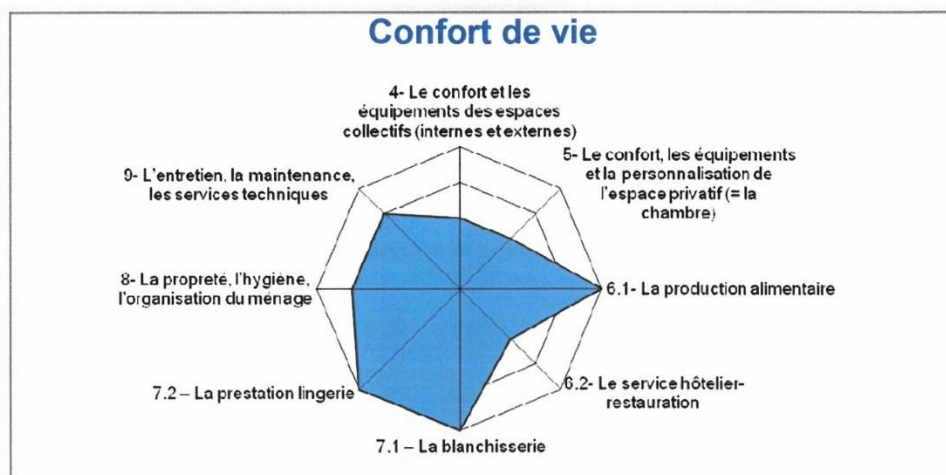 Confort de vie
4- Le confort et les
équipements des espaces
collectifs (internes et externes)
5- Le confort, les équipements
et la personnalisation de
l'espace privatif (= la
chambre)
6.1- La production alimentaire
6.2- Le service hôtelier-
restauration
7.1 – La blanchisserie
7.2 – La prestation lingerie
8- La propreté, l'hygiène,
l'organisation du ménage
9- L'entretien, la maintenance,
les services techniques